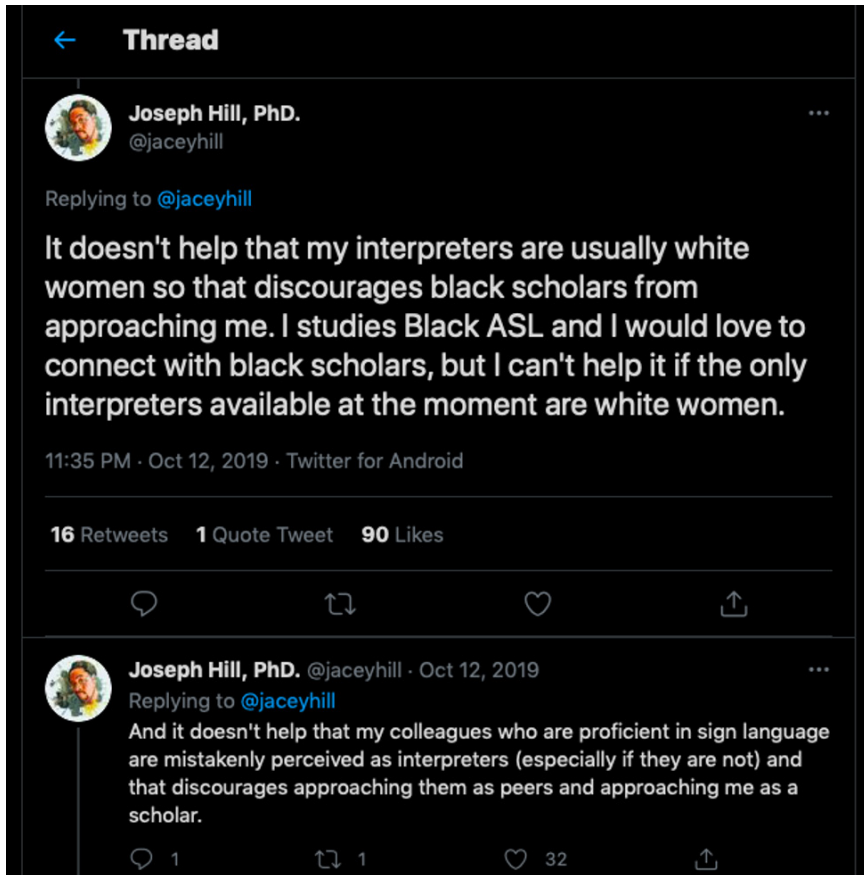 Thread
Joseph Hill, PhD.
@jaceyhill
Replying to @jaceyhill
It doesn't help that my interpreters are usually white
women so that discourages black scholars from
approaching me. I studies Black ASL and I would love to
connect with black scholars, but I can't help it if the only
interpreters available at the moment are white women.
11:35 PM · Oct 12, 2019 · Twitter for Android
16 Retweets 1 Quote Tweet 90 Likes
Joseph Hill, PhD. @jaceyhill · Oct 12, 2019
Replying to @jaceyhill
And it doesn't help that my colleagues who are proficient in sign language
are mistakenly perceived as interpreters (especially if they are not) and
that discourages approaching them as peers and approaching me as a
scholar.
1 1 32